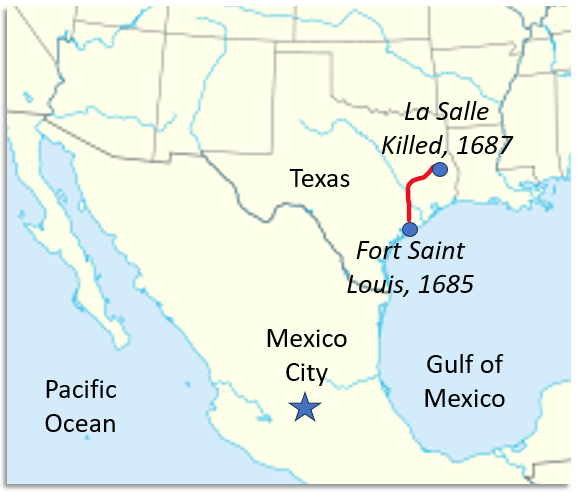 La Salle
Killed, 1687
Texas
Fort Saint
Louis, 1685
Mexico
City
Gulf of
Mexico
Pacific
Ocean